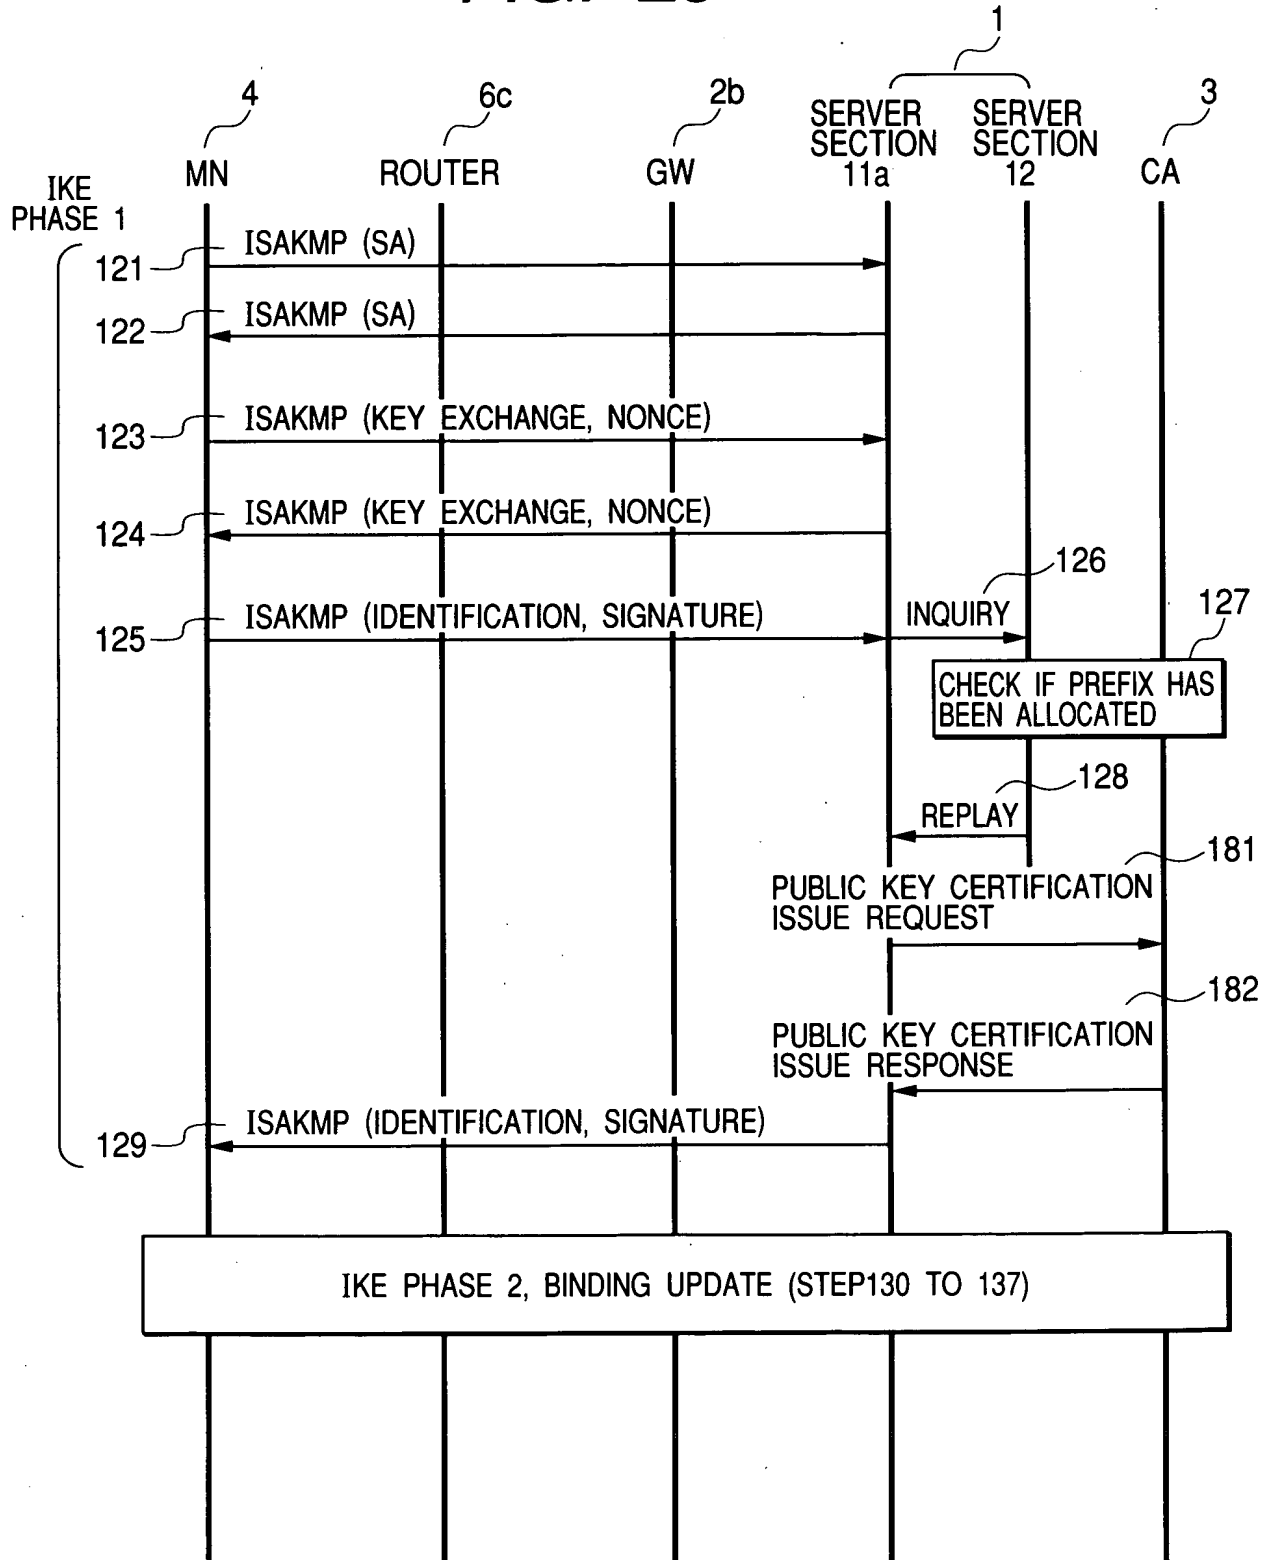 1
4
6c
2b
3
SERVER
SECTION
11a
SERVER
SECTION
12
MN
ROUTER
GW
CA
IKE
PHASE 1
ISAKMP (SA)
121
ISAKMP (SA)
122
ISAKMP (KEY EXCHANGE, NONCE)
123
ISAKMP (KEY EXCHANGE, NONCE)
124
126
ISAKMP (IDENTIFICATION, SIGNATURE)
125
INQUIRY
127
CHECK IF PREFIX HAS
BEEN ALLOCATED
128
REPLAY
181
PUBLIC KEY CERTIFICATION
ISSUE REQUEST
182
PUBLIC KEY CERTIFICATION
ISSUE RESPONSE
ISAKMP (IDENTIFICATION, SIGNATURE)
129
IKE PHASE 2, BINDING UPDATE (STEP130 TO 137)